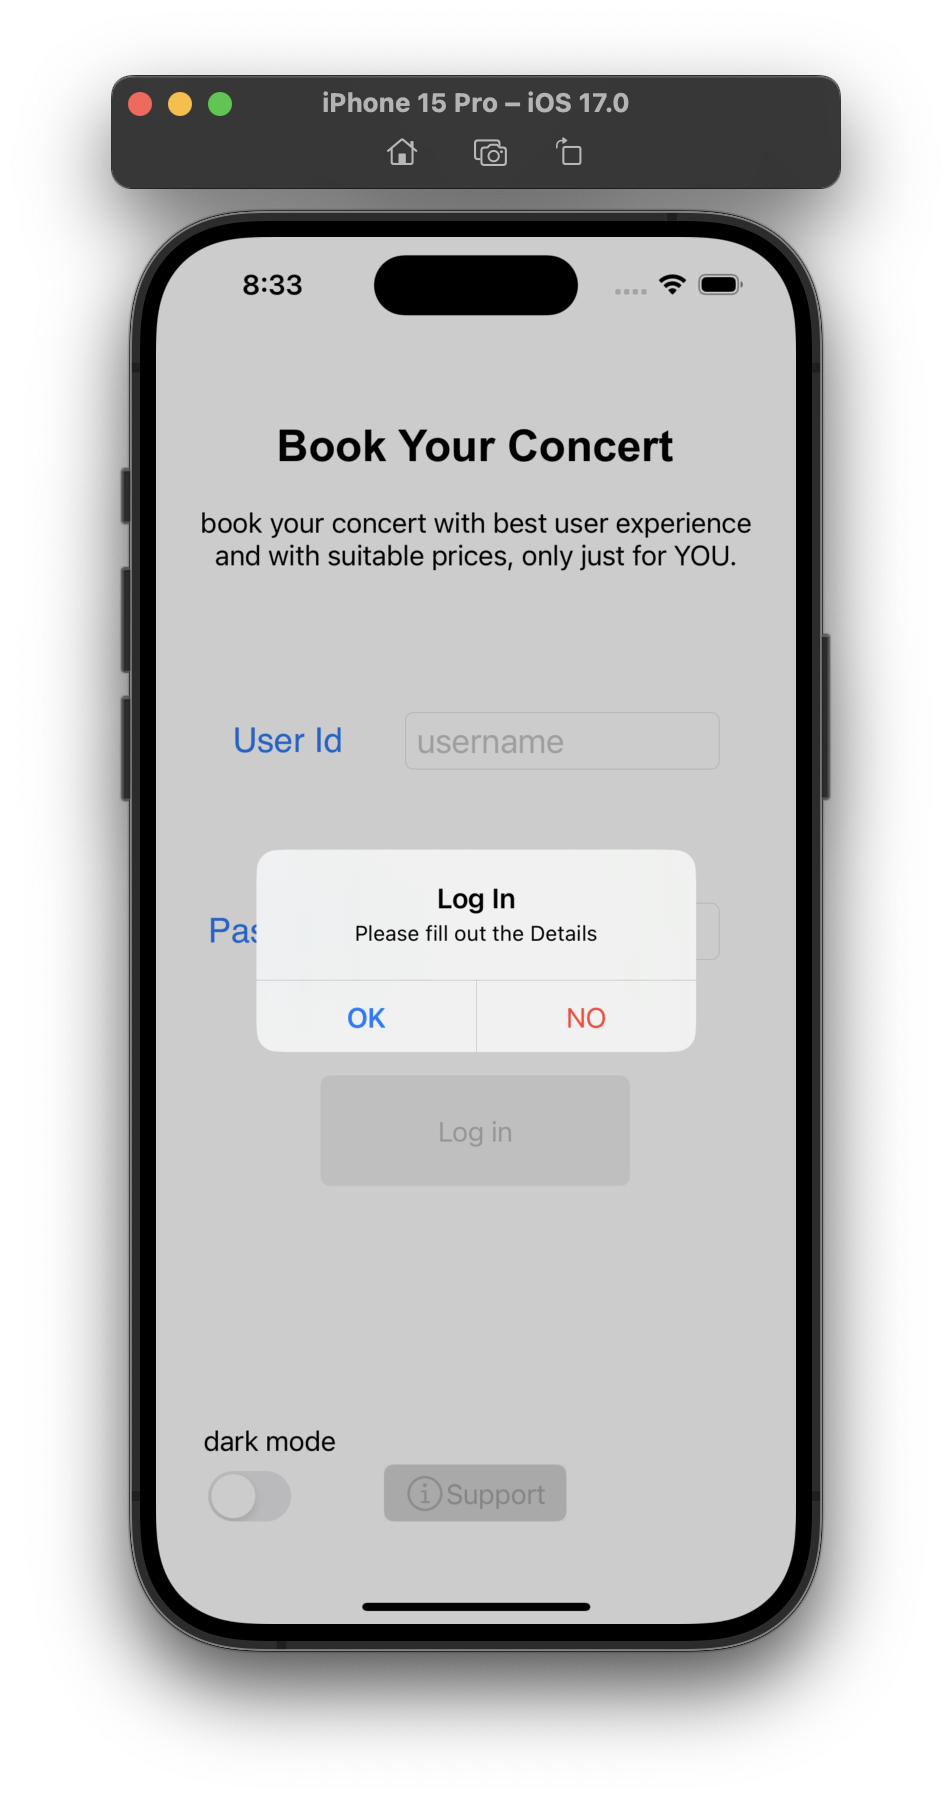 iPhone 15 Pro – iOS 17.0
8:33
Book Your Concert
book your concert with best user experience
and with suitable prices, only just for YOU.
User Id
username
Log In
Please fill out the Details
OK
NO
Log in
dark mode
Support